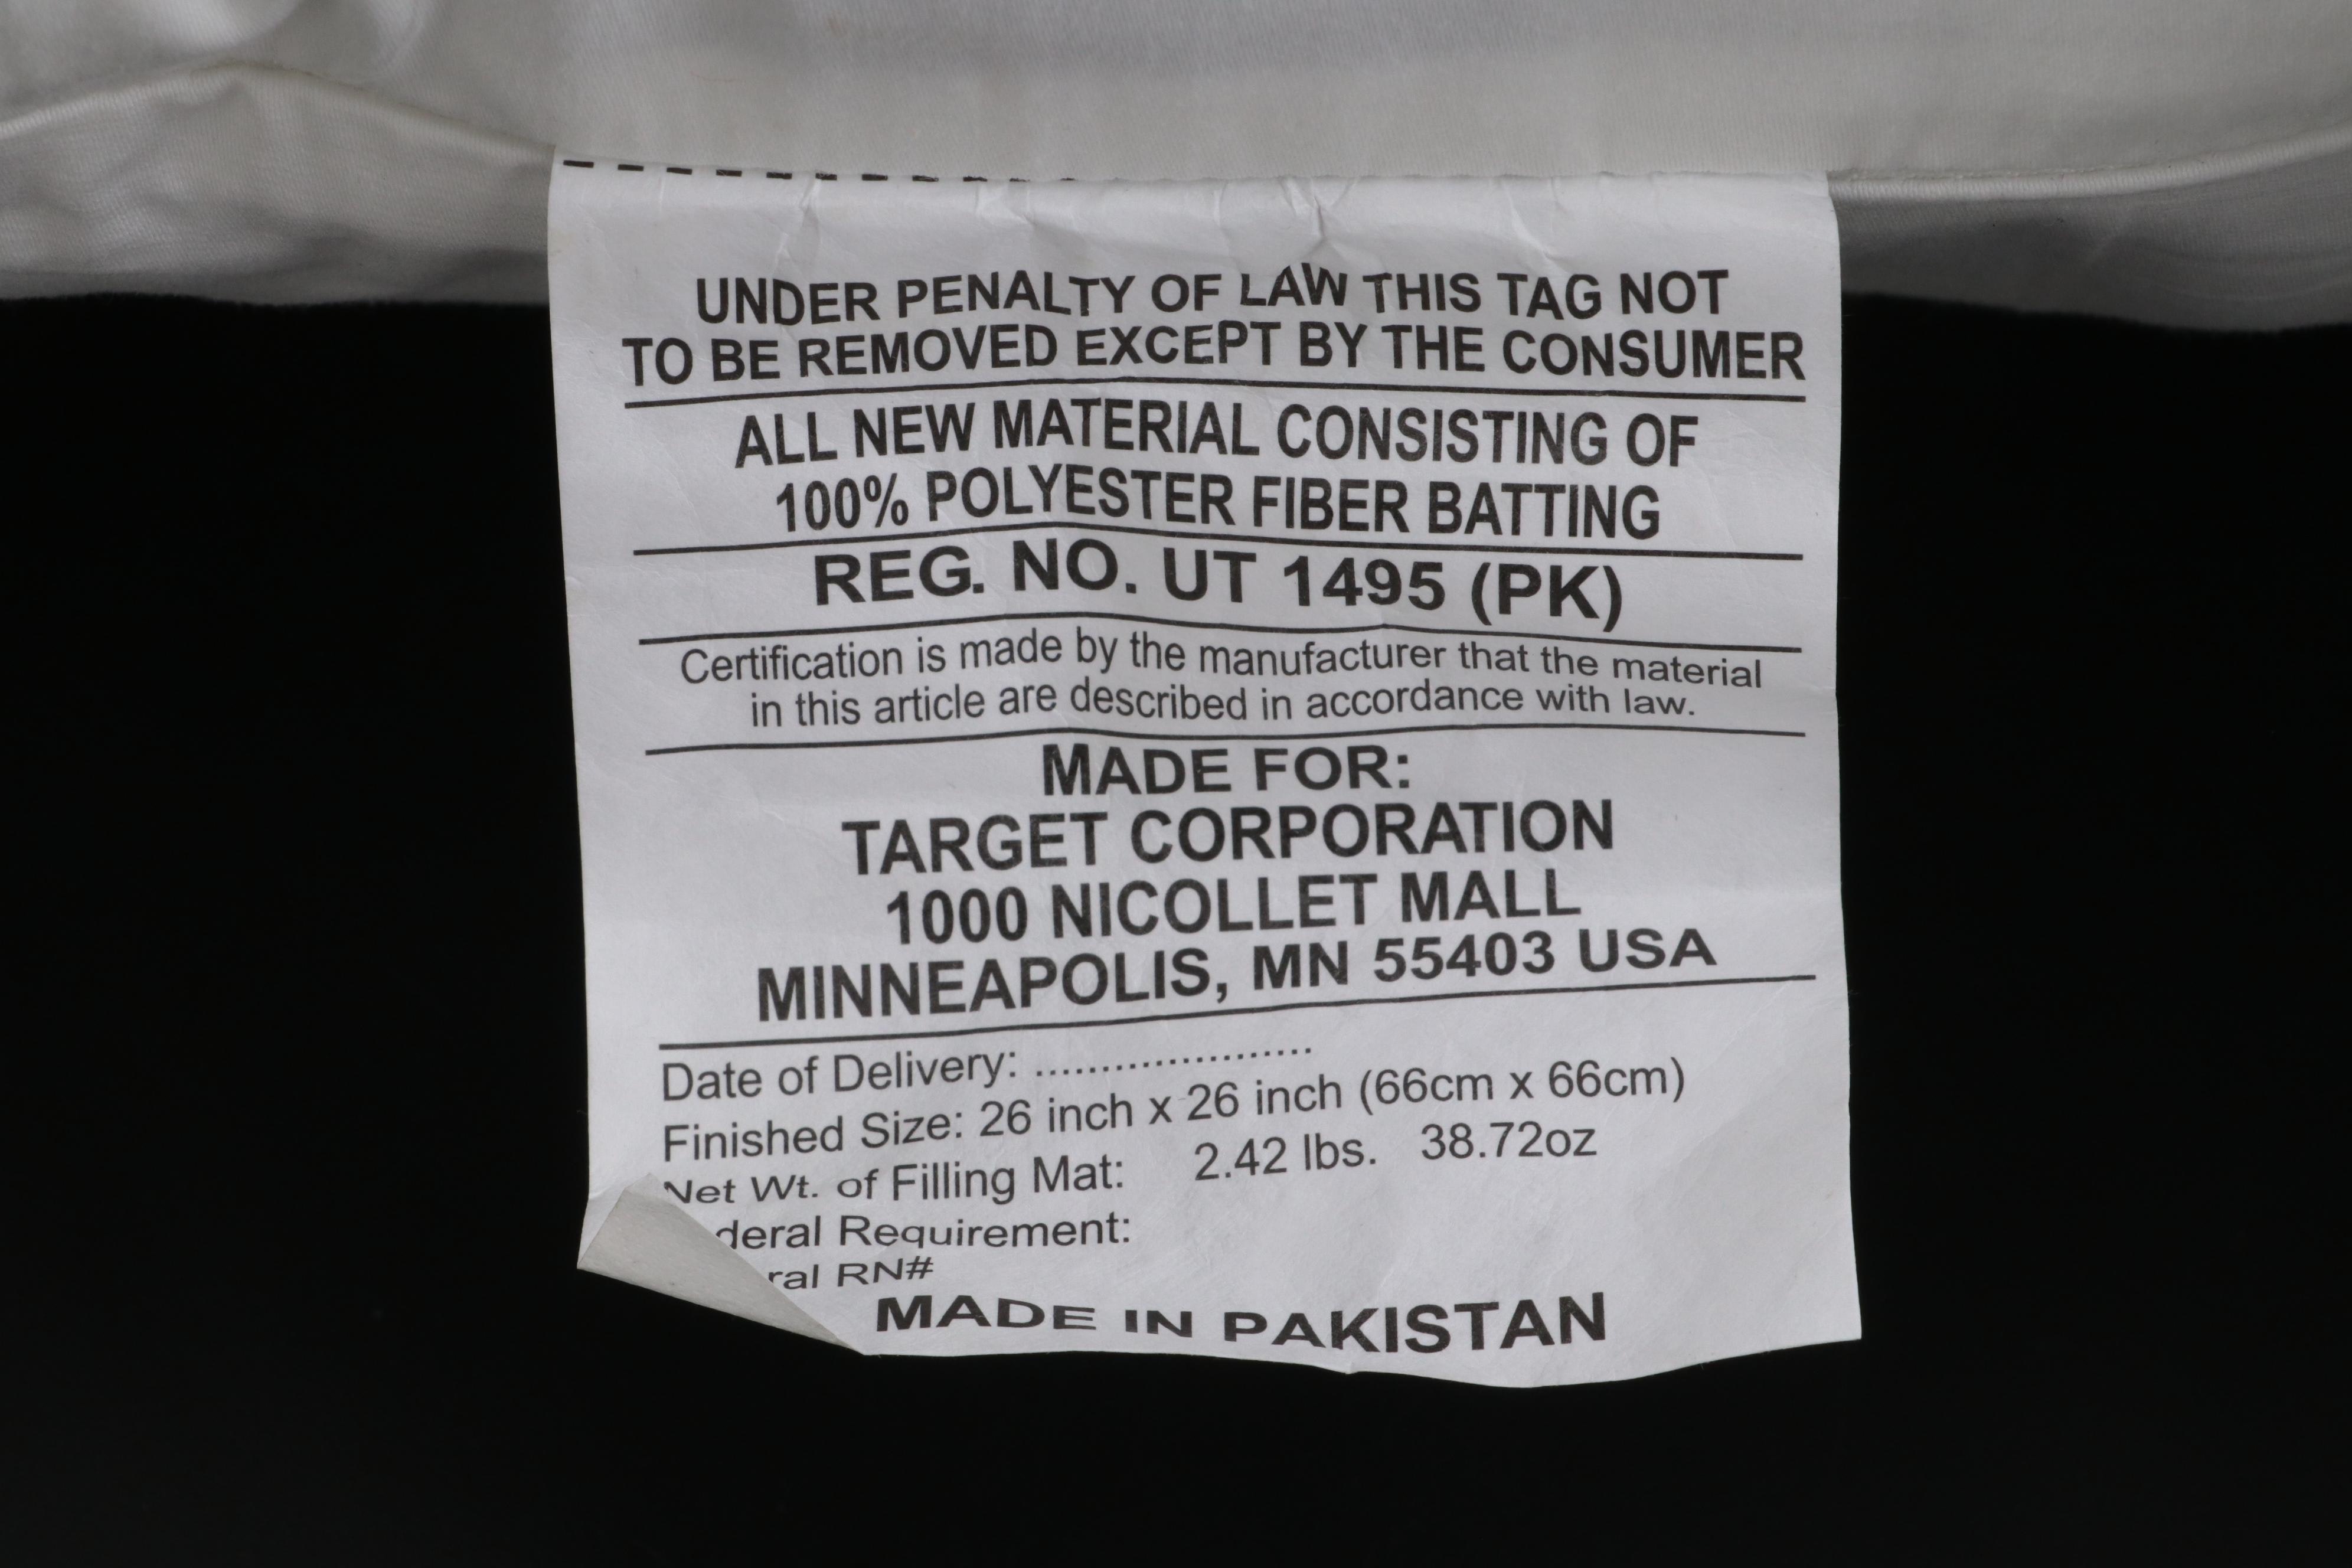 UNDER PENALTY OF LAW THIS TAG NOT
TO BE REMOVED EXCEPT BY THE CONSUMER
ALL NEW MATERIAL CONSISTING OF
100% POLYESTER FIBER BATTING
REG. NO. UT 1495 (PK)
Certification is made by the manufacturer that the material
in this article are described in accordance with law.
MADE FOR:
TARGET CORPORATION
1000 NICOLLET MALL
MINNEAPOLIS, MN 55403 USA
Date of Delivery: .....................
Finished Size: 26 inch x 26 inch (66cm x 66cm)
Net Wt. of Filling Mat: 2.42 lbs. 38.72oz
Requirement:
RN#
MADE IN PAKISTAN